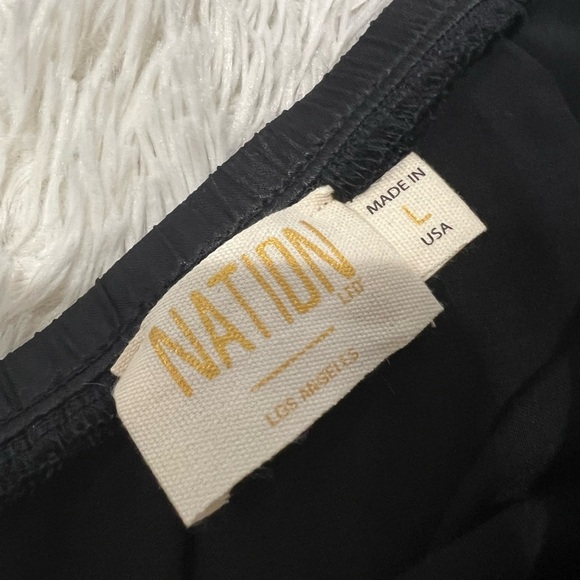 NATION
LTD
LOS ANGELES
MADE IN
L
USA